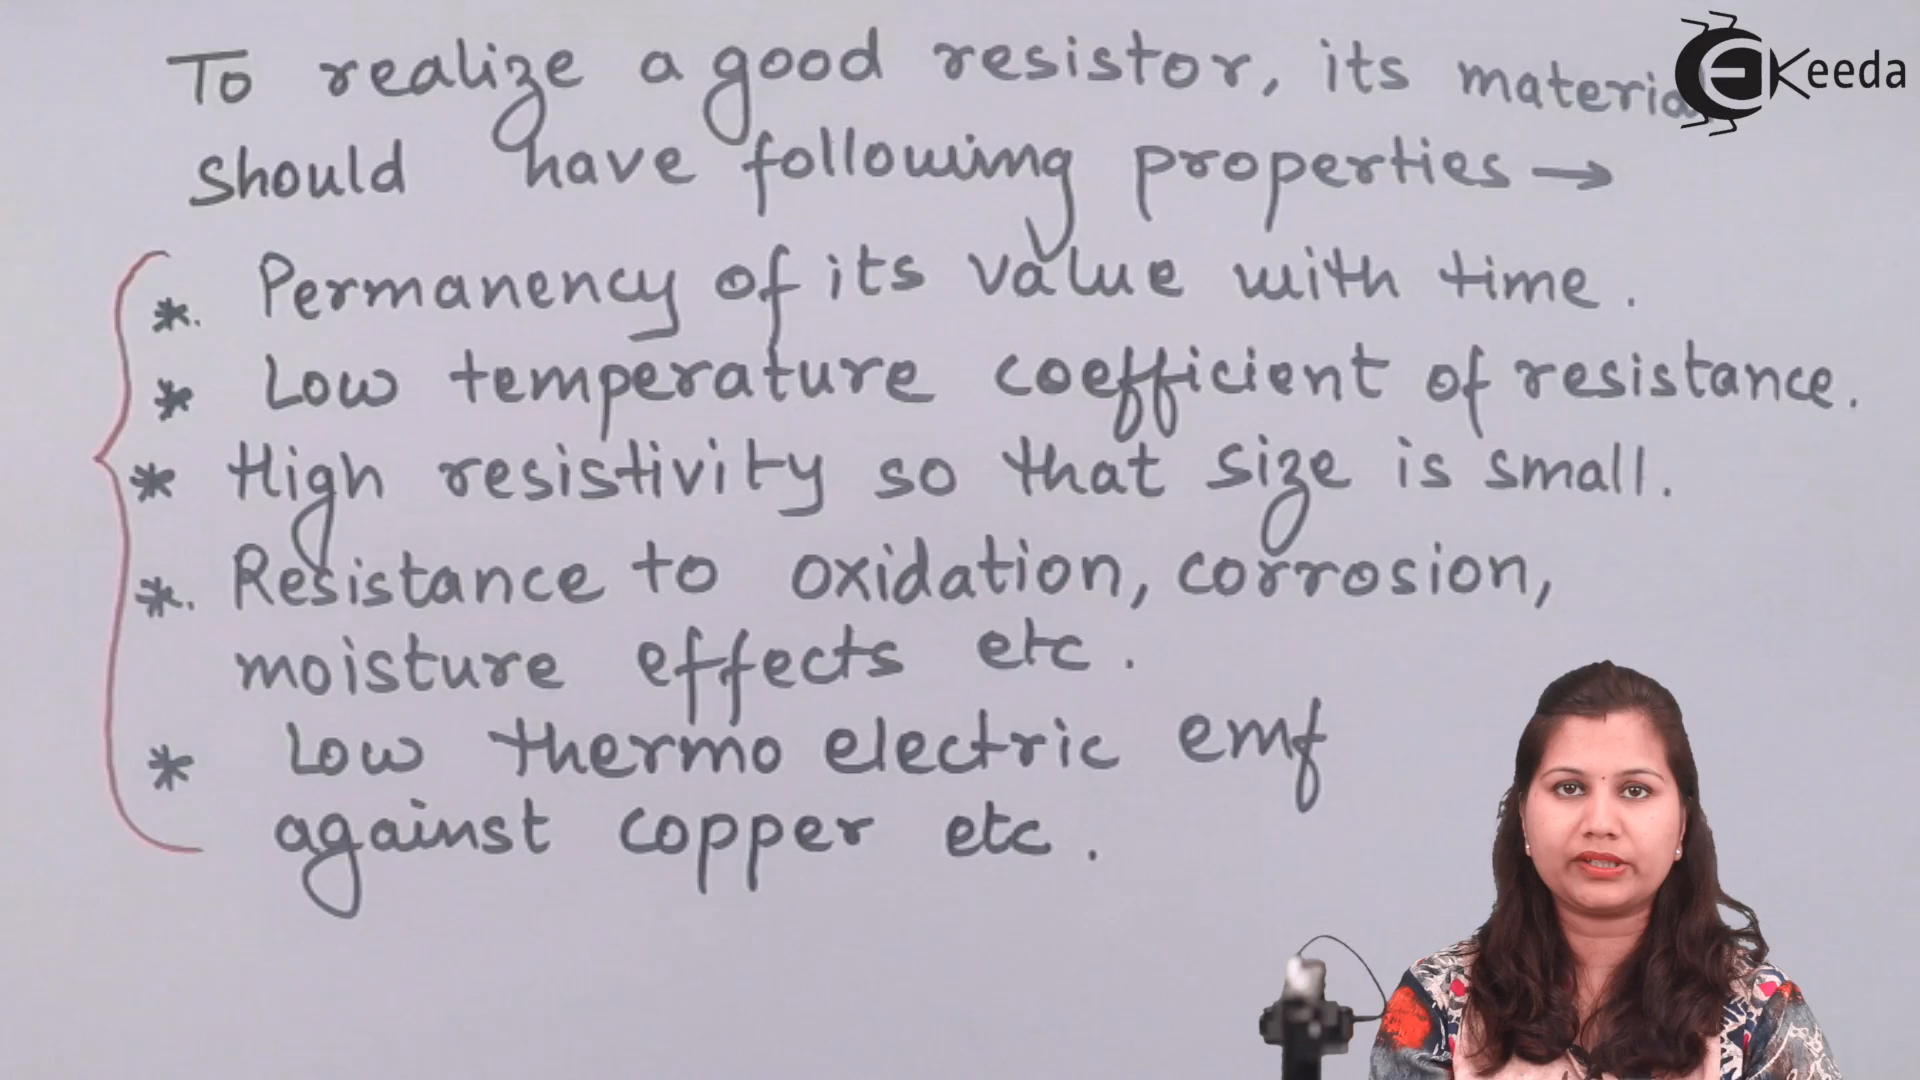 To realize a good resistor, its material
should have following properties →
*. Permanency of its value with time.
* Low temperature coefficient of resistance.
* High resistivity so that size is small.
*. Resistance to oxidation, corrosion,
moisture effects etc.
* Low thermo electric emf
against copper etc.
EKeeda